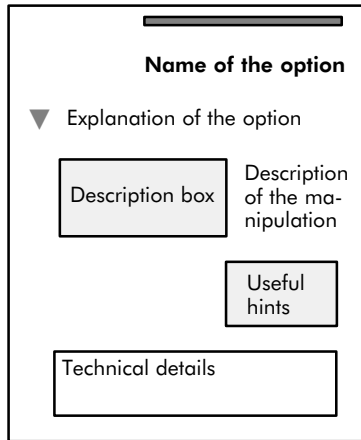 Name of the option
Explanation of the option
Description box
Description
of the ma-
nipulation
Useful
hints
Technical details